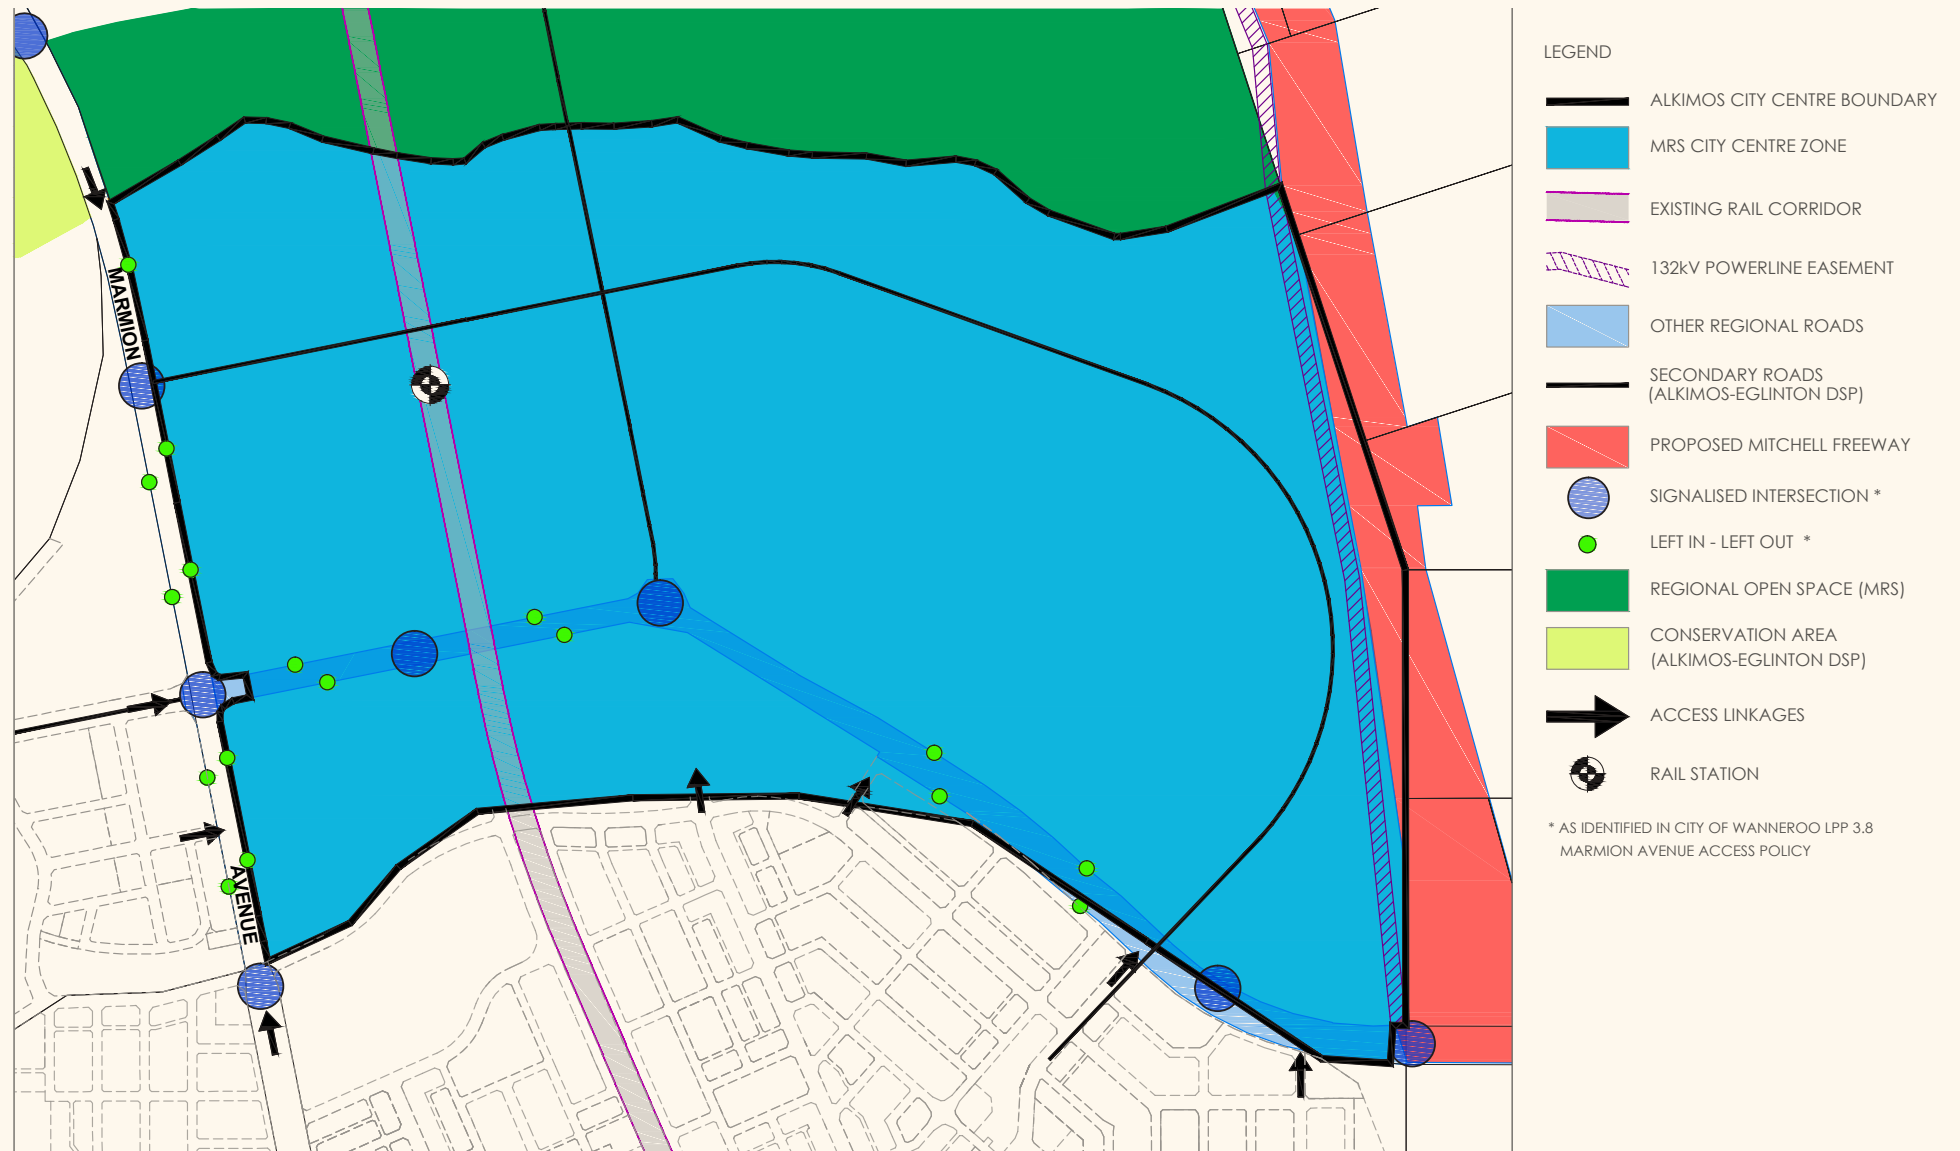 MARMION
AVENUE
LEGEND
ALKIMOS CITY CENTRE BOUNDARY
MRS CITY CENTRE ZONE
EXISTING RAIL CORRIDOR
132kV POWERLINE EASEMENT
OTHER REGIONAL ROADS
SECONDARY ROADS
(ALKIMOS-EGLINTON DSP)
PROPOSED MITCHELL FREEWAY
SIGNALISED INTERSECTION *
LEFT IN - LEFT OUT *
REGIONAL OPEN SPACE (MRS)
CONSERVATION AREA
(ALKIMOS-EGLINTON DSP)
ACCESS LINKAGES
RAIL STATION
* AS IDENTIFIED IN CITY OF WANNEROO LPP 3.8
MARMION AVENUE ACCESS POLICY